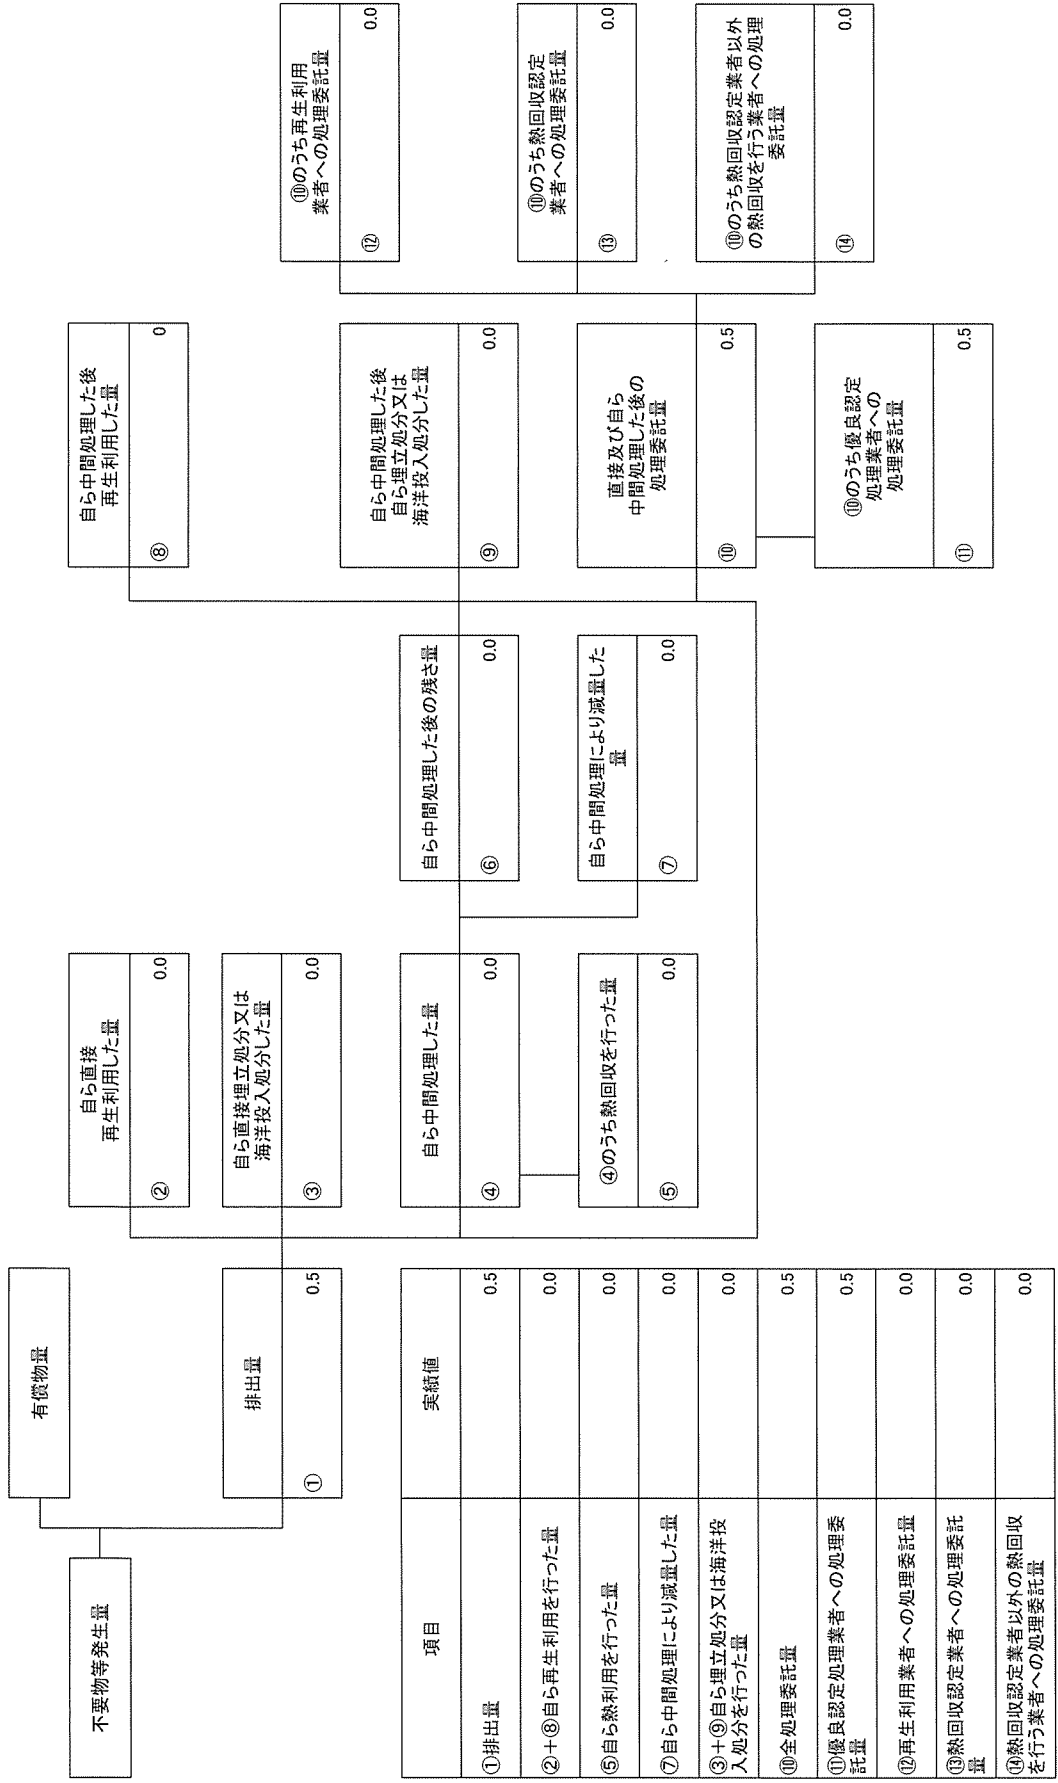 不要物等発生量
有償物量
排出量
① 0.5
自ら直接
再生利用した量
② 0.0
自ら直接埋立処分又は
海洋投入処分した量
③ 0.0
自ら中間処理した量
④ 0.0
④のうち熱回収を行った量
⑤ 0.0
自ら中間処理した後の残さ量
⑥ 0.0
自ら中間処理により減量した
量
⑦ 0.0
自ら中間処理した後
再生利用した量
⑧ 0
自ら中間処理した後
自ら埋立処分又は
海洋投入処分した量
⑨ 0.0
直接及び自ら
中間処理した後の
処理委託量
⑩ 0.5
⑩のうち優良認定
処理業者への
処理委託量
⑪ 0.5
⑩のうち再生利用
業者への処理委託量
⑫ 0.0
⑩のうち熱回収認定
業者への処理委託量
⑬ 0.0
⑩のうち熱回収認定業者以外
の熱回収を行う業者への処理
委託量
⑭ 0.0
項目 実績値
①排出量 0.5
②+⑧自ら再生利用を行った量 0.0
⑤自ら熱利用を行った量 0.0
⑦自ら中間処理により減量した量 0.0
③+⑨自ら埋立処分又は海洋投
入処分を行った量 0.0
⑩全処理委託量 0.5
⑪優良認定処理業者への処理委
託量 0.5
⑫再生利用業者への処理委託量 0.0
⑬熱回収認定業者への処理委託
量 0.0
⑭熱回収認定業者以外の熱回収
を行う業者への処理委託量 0.0